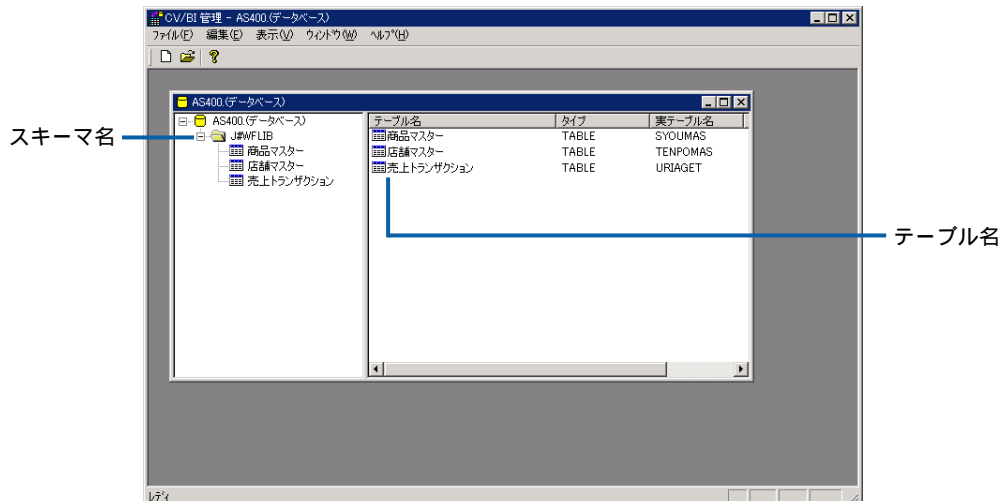 CV/BI 管理 - AS400.(データベース)
ファイル(F) 編集(E) 表示(V) ウィンドウ(W) ヘルプ(H)
AS400.(データベース)
スキーマ名
AS400.(データベース)
J#WFLIB
商品マスター
店舗マスター
売上トランザクション
テーブル名 タイプ 実テーブル名
商品マスター TABLE SYOUMAS
店舗マスター TABLE TENPOMAS
売上トランザクション TABLE URIAGET
テーブル名
レディ